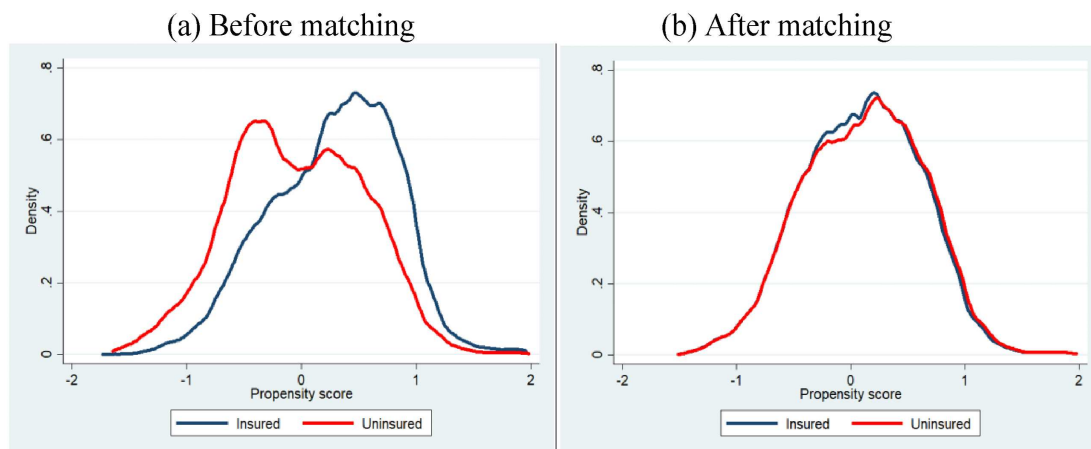 (a) Before matching
(b) After matching
Density
0
.2
.4
.6
.8
-2 -1 0 1 2
Propensity score
Insured Uninsured
Density
0
.2
.4
.6
.8
-2 -1 0 1 2
Propensity score
Insured Uninsured